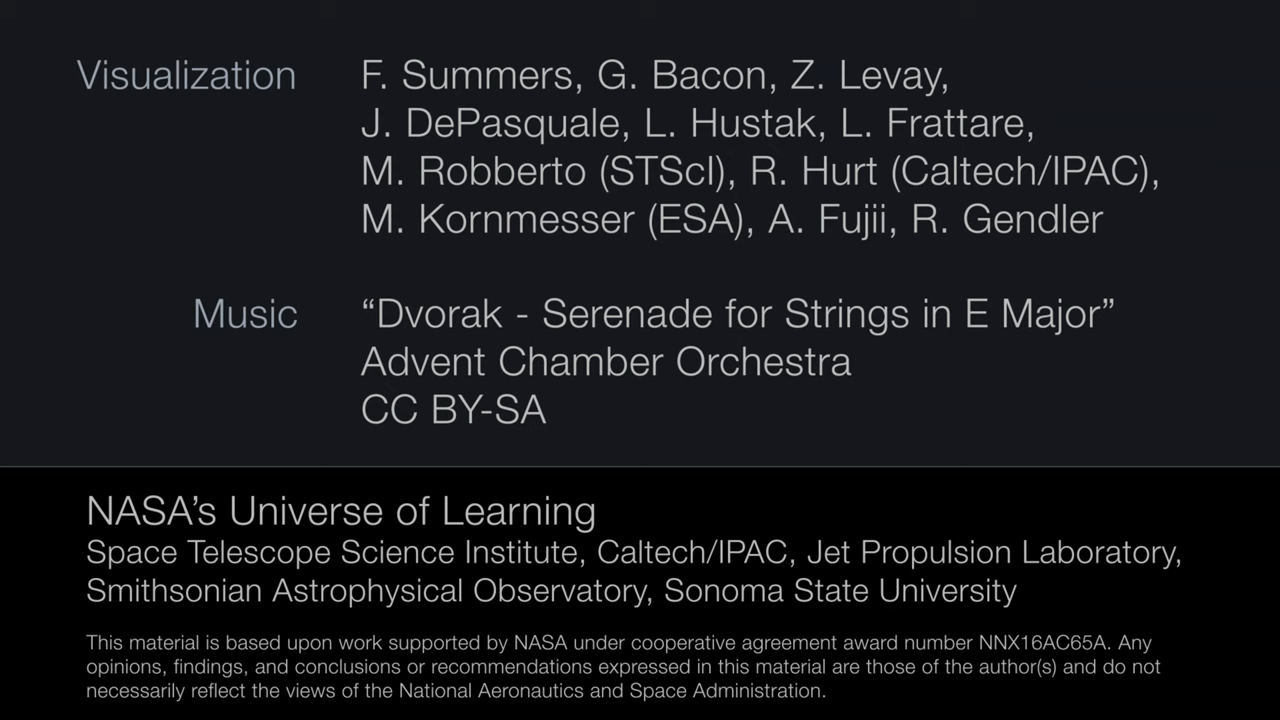 Visualization
F. Summers, G. Bacon, Z. Levay,
J. DePasquale, L. Hustak, L. Frattare,
M. Robberto (STScI), R. Hurt (Caltech/IPAC),
M. Kornmesser (ESA), A. Fujii, R. Gendler
Music
“Dvorak - Serenade for Strings in E Major”
Advent Chamber Orchestra
CC BY-SA
NASA’s Universe of Learning
Space Telescope Science Institute, Caltech/IPAC, Jet Propulsion Laboratory,
Smithsonian Astrophysical Observatory, Sonoma State University
This material is based upon work supported by NASA under cooperative agreement award number NNX16AC65A. Any
opinions, findings, and conclusions or recommendations expressed in this material are those of the author(s) and do not
necessarily reflect the views of the National Aeronautics and Space Administration.